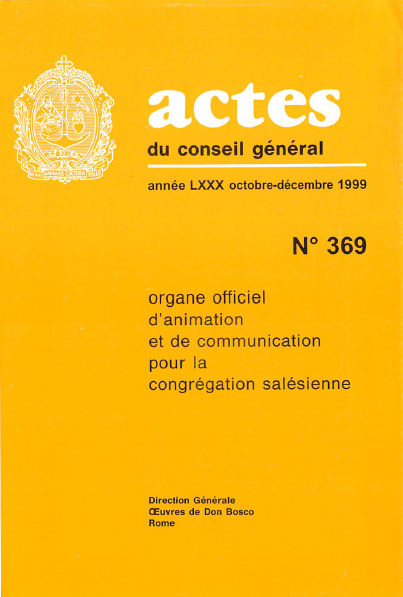 actes
du conseil général
année LXXX octobre-décembre 1999
N° 369
organe officiel
d'animation
et de communication
pour la
congrégation salésienne
Direction Générale
Œuvres de Don Bosco
Rome